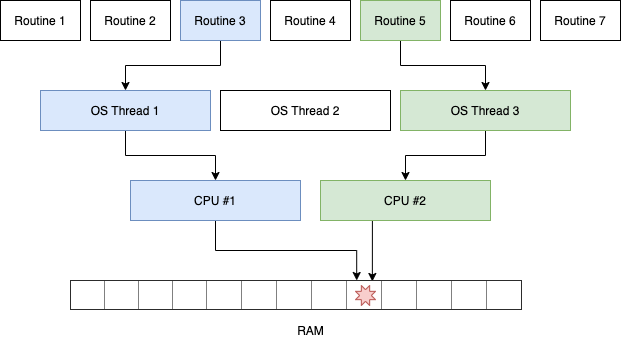 Routine 1
Routine 2
Routine 3
Routine 4
Routine 5
Routine 6
Routine 7
OS Thread 1
OS Thread 2
OS Thread 3
CPU #1
CPU #2
RAM